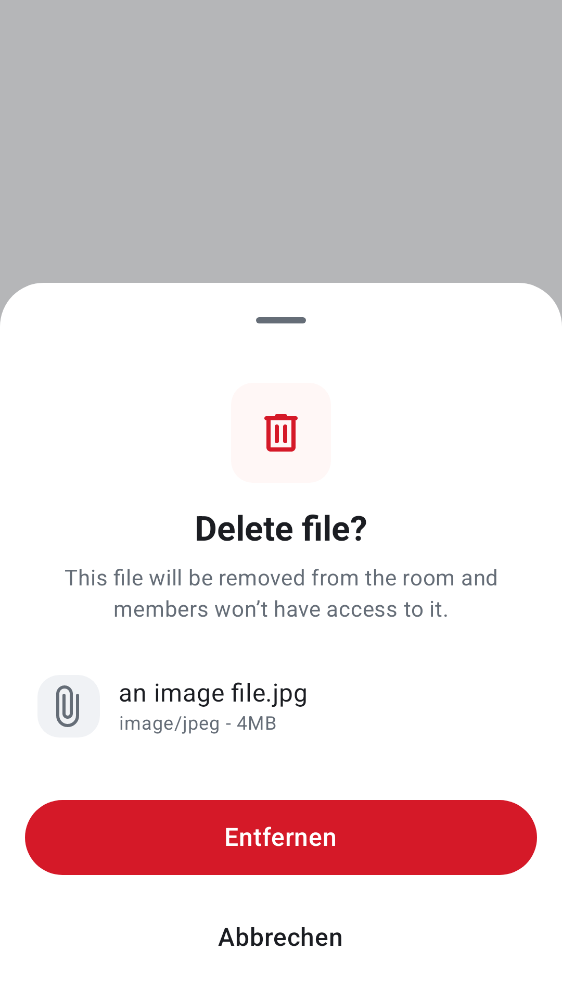 Delete file?
This file will be removed from the room and
members won’t have access to it.
an image file.jpg
image/jpeg - 4MB
Entfernen
Abbrechen